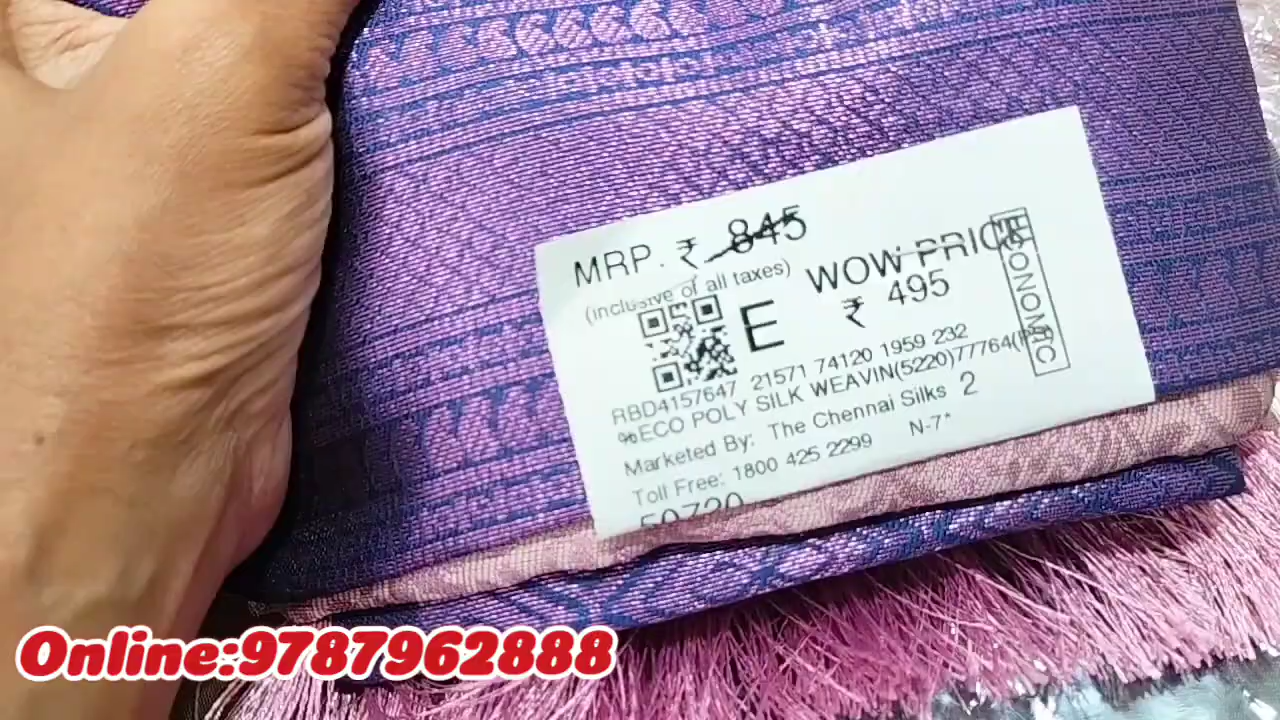 MRP. ₹ 845
(inclusive of all taxes)
WOW PRICE
₹ 495
E
ECONOMIC
RBD4157647 21571 74120 1959 232
%ECO POLY SILK WEAVIN(5220)77764(
Marketed By: The Chennai Silks 2
Toll Free: 1800 425 2299 N-7*
50720
Online:9787962888